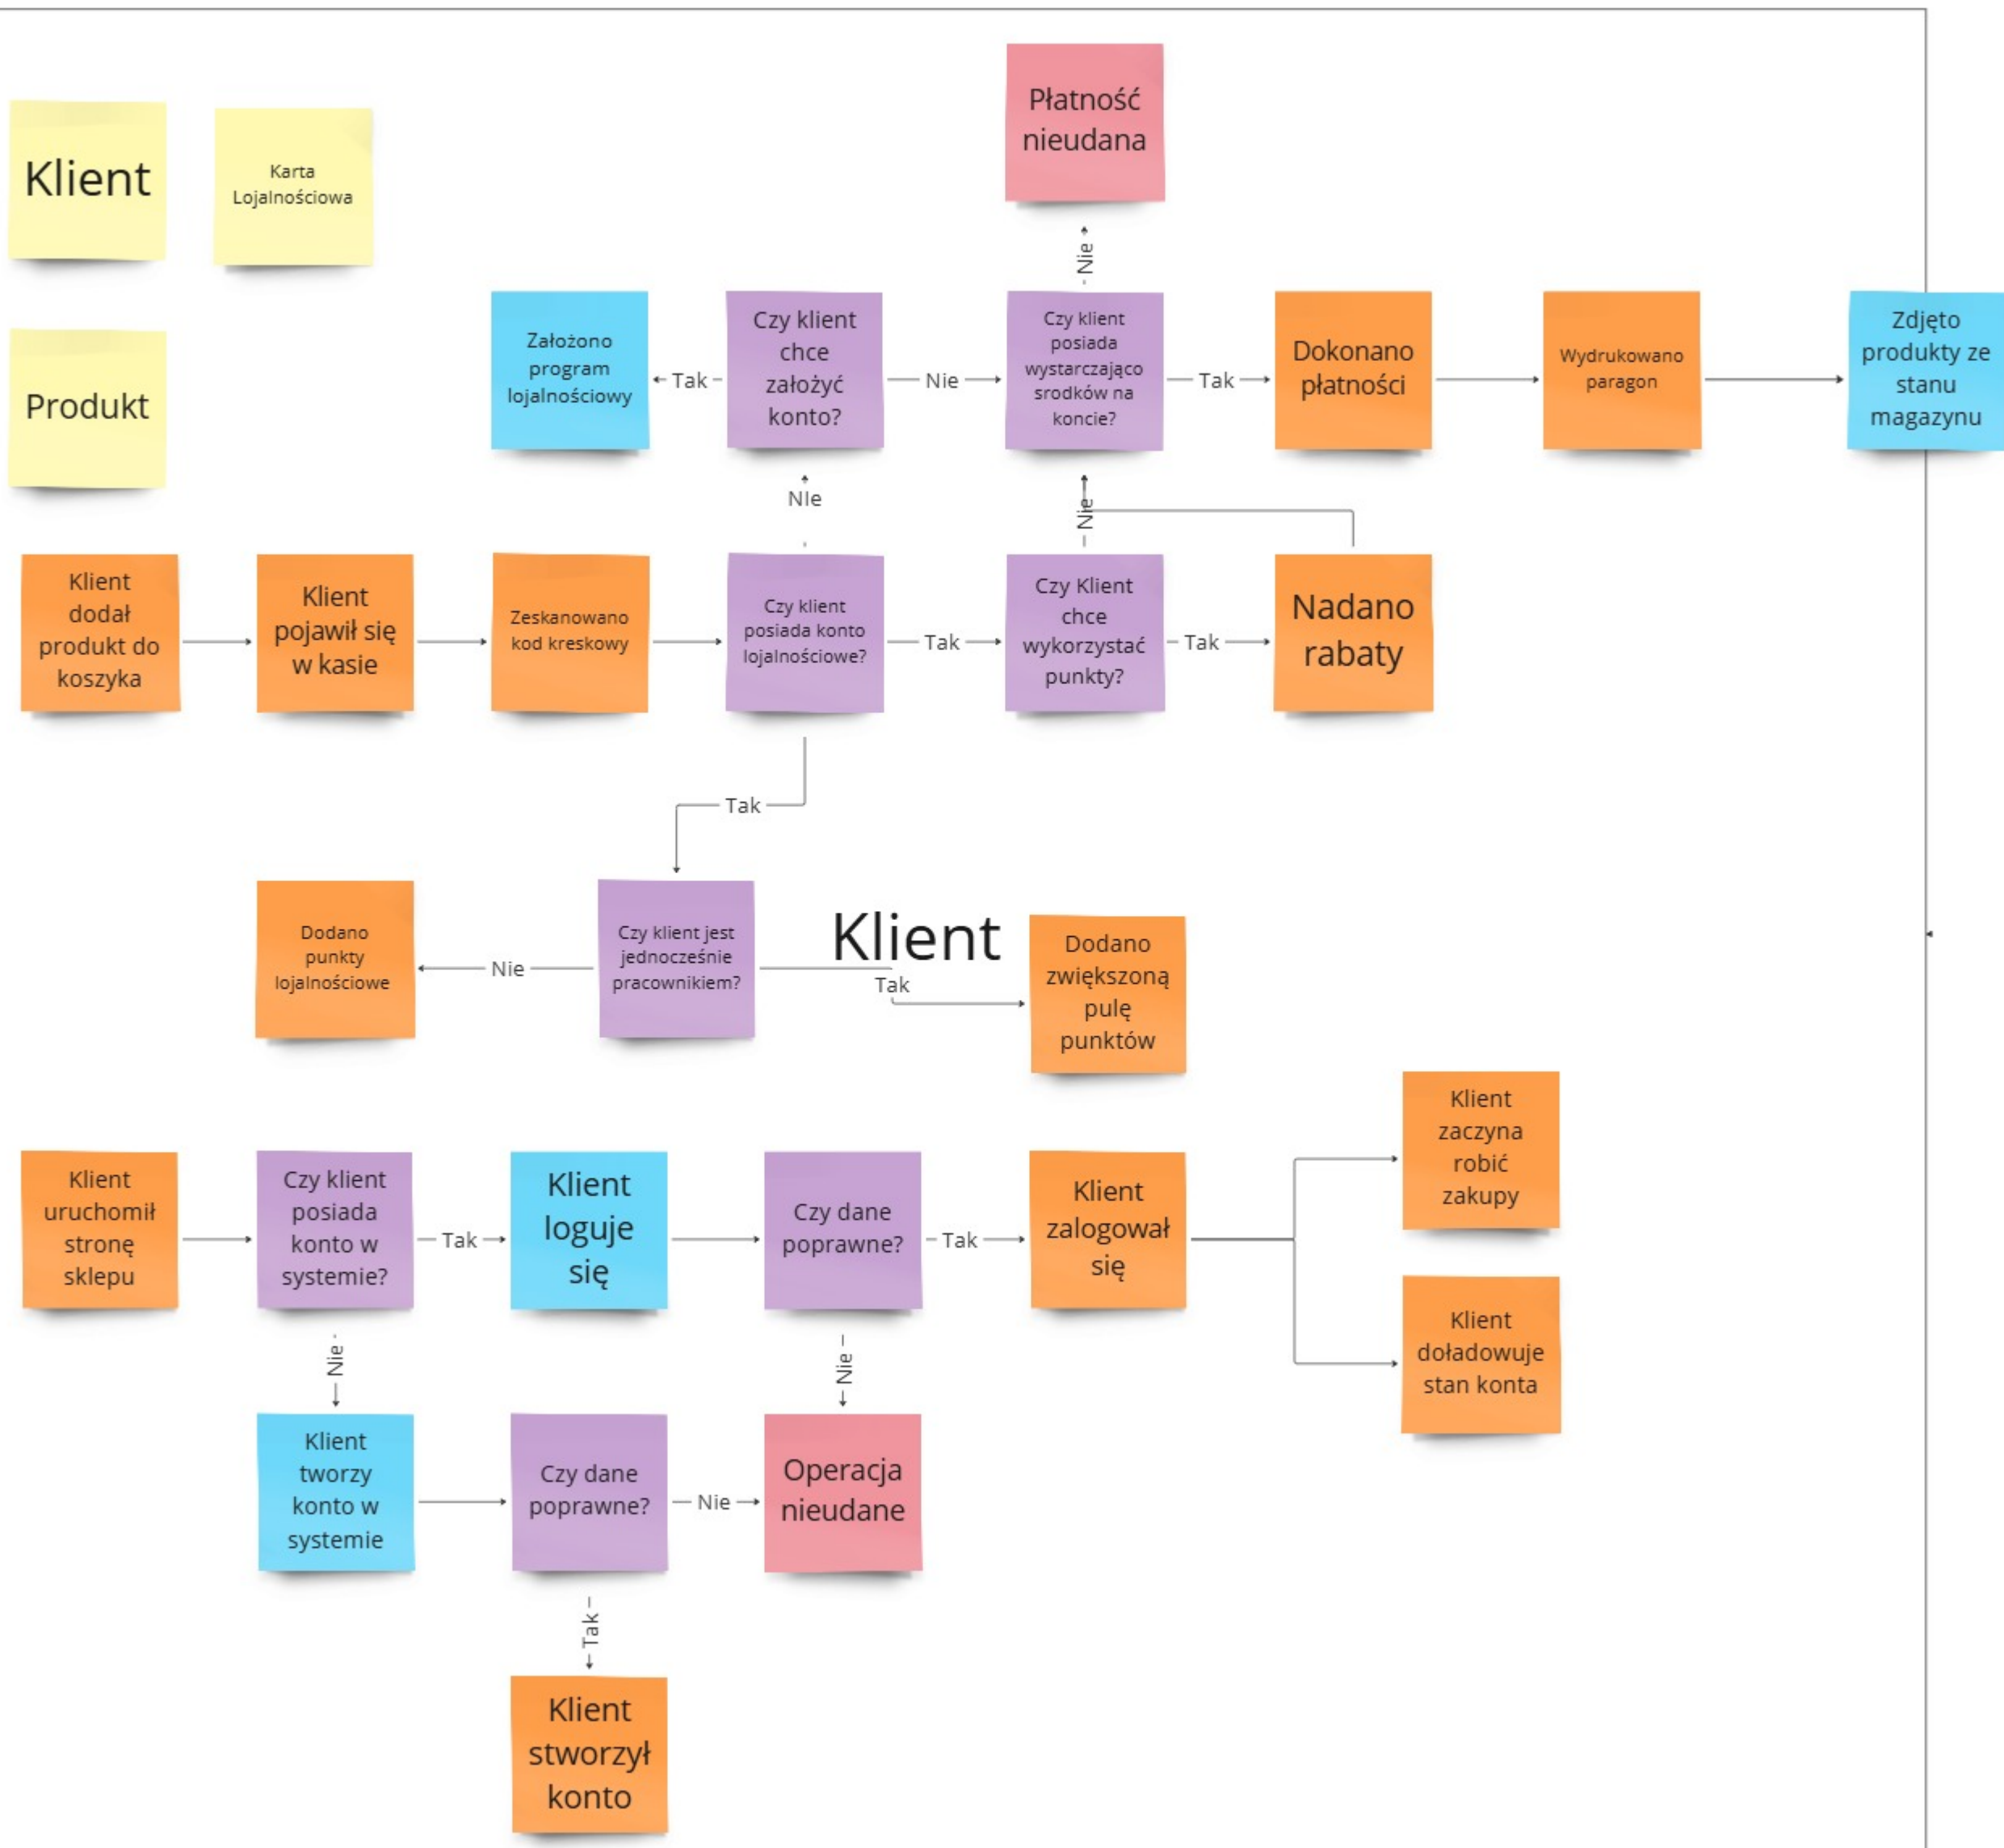 Płatność
nieudana
Klient
Karta
Lojalnościowa
Produkt
Nie
Założono
program
lojalnościowy
Tak
Czy klient
chce
założyć
konto?
Nie
Czy klient
posiada
wystarczająco
srodków na
koncie?
Tak
Dokonano
płatności
Wydrukowano
paragon
Zdjęto
produkty ze
stanu
magazynu
NIe
Nie
Klient
dodał
produkt do
koszyka
Klient
pojawił się
w kasie
Zeskanowano
kod kreskowy
Czy klient
posiada konto
lojalnościowe?
Tak
Czy Klient
chce
wykorzystać
punkty?
Tak
Nadano
rabaty
Tak
Dodano
punkty
lojalnościowe
Nie
Czy klient jest
jednocześnie
pracownikiem?
Klient
Tak
Dodano
zwiększoną
pulę
punktów
Klient
uruchomił
stronę
sklepu
Czy klient
posiada
konto w
systemie?
Tak
Klient
loguje
się
Czy dane
poprawne?
Tak
Klient
zalogował
się
Klient
zaczyna
robić
zakupy
Klient
doładowuje
stan konta
Nie
Nie
Klient
tworzy
konto w
systemie
Czy dane
poprawne?
Nie
Operacja
nieudane
Tak
Klient
stworzył
konto